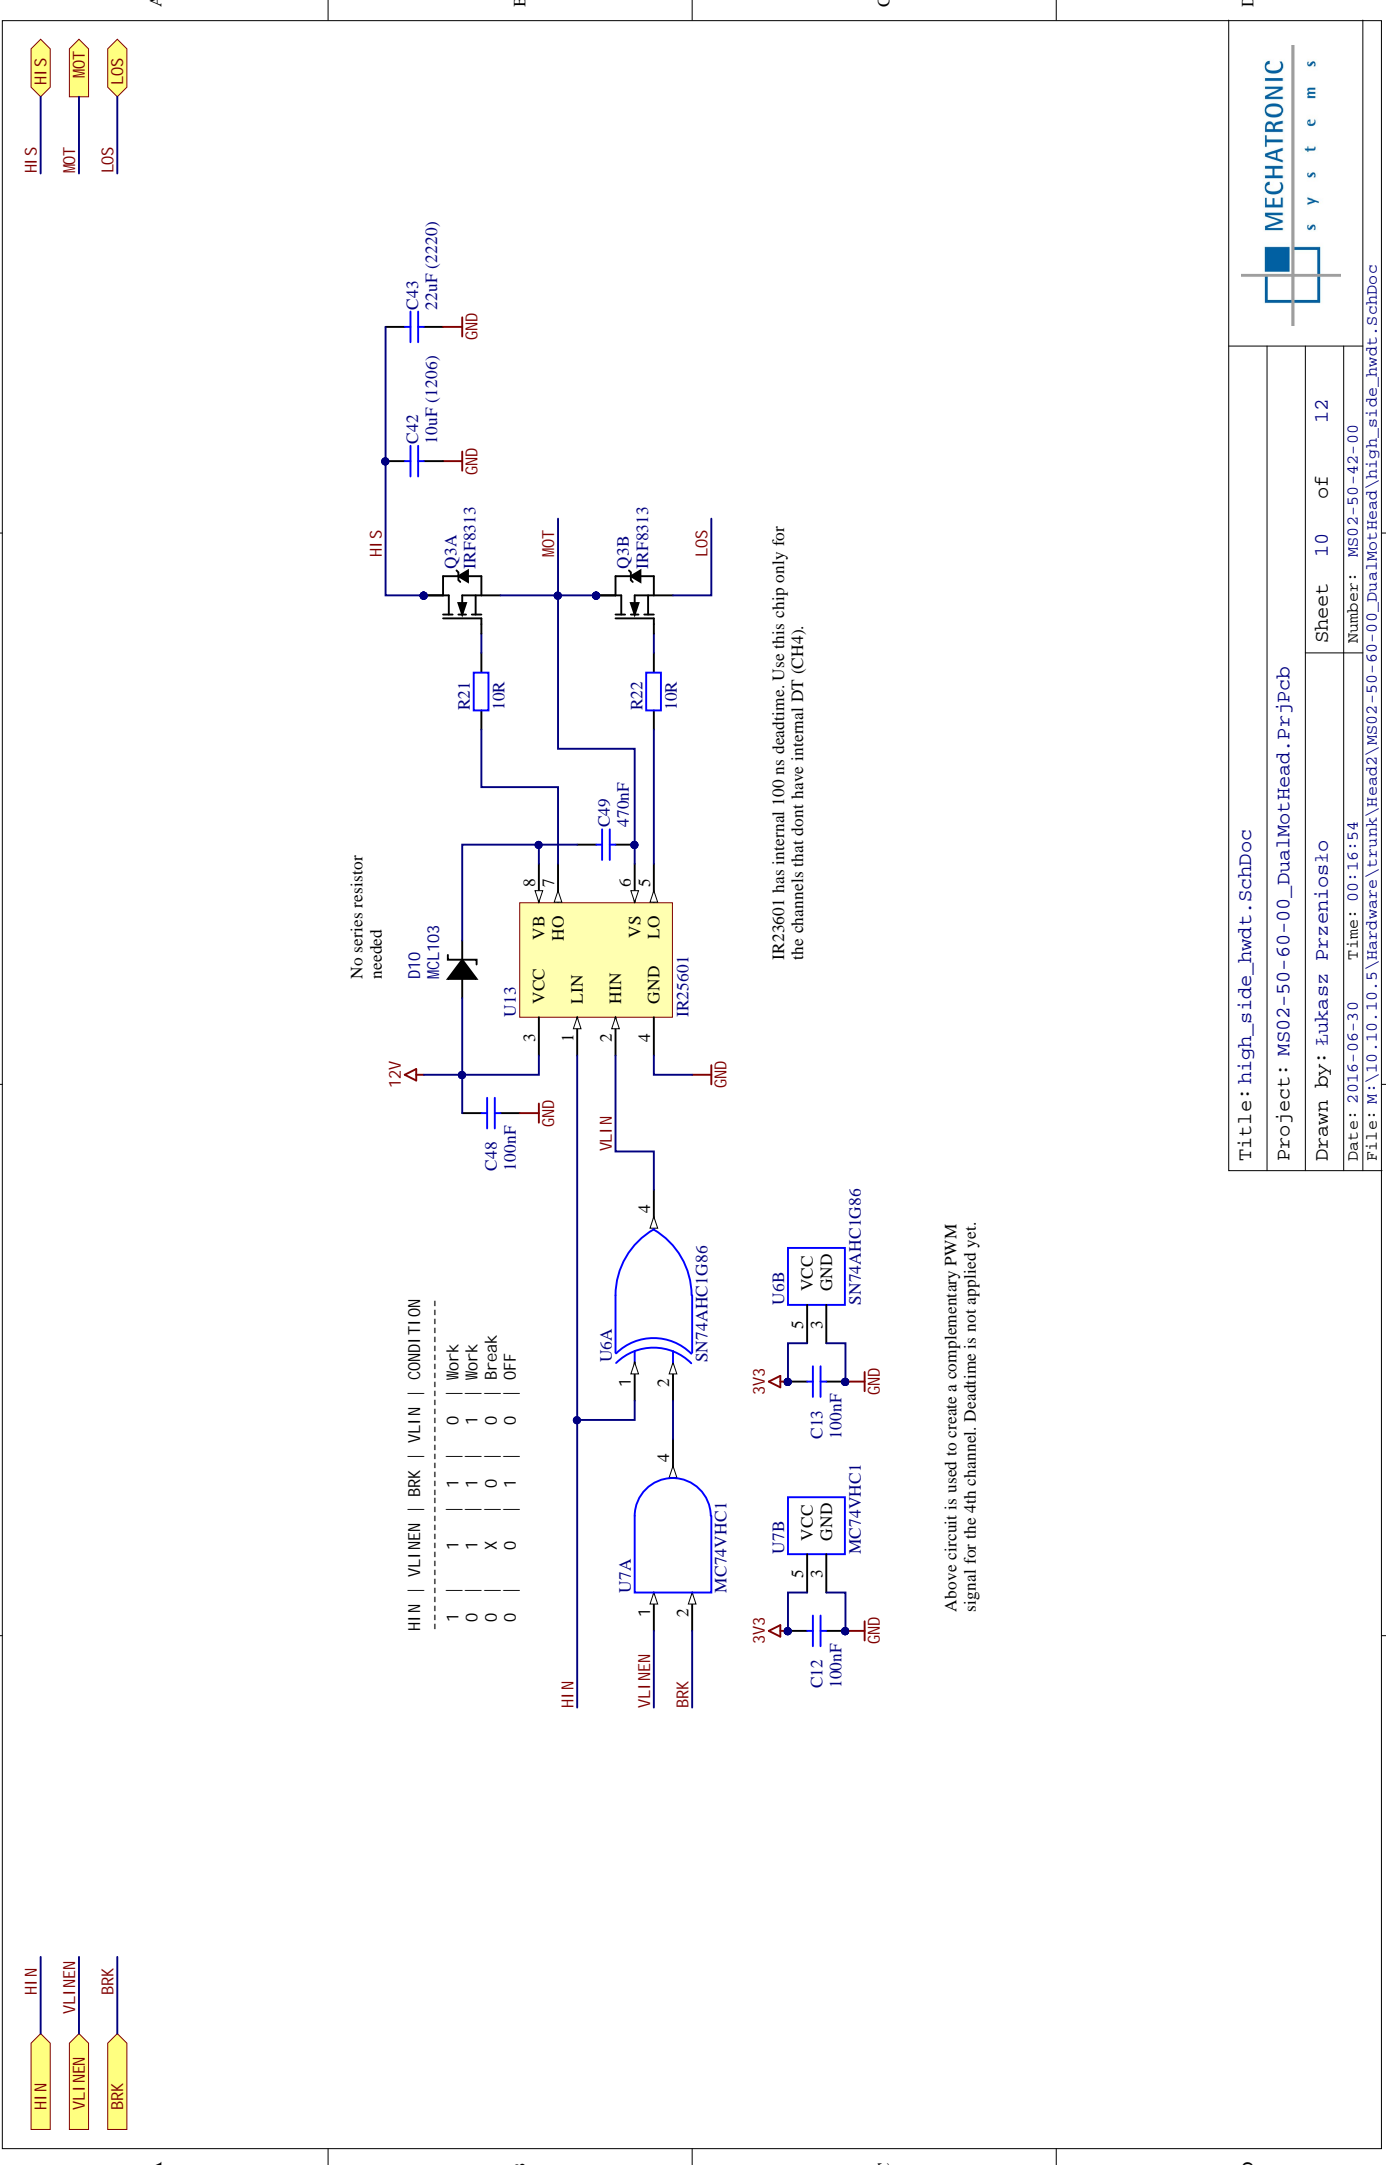 HIN
HIN
VLINEN
VLINEN
BRK
BRK
HIS
HIS
MOT
MOT
LOS
LOS
HIN | VLINEN | BRK | VLIN | CONDITION
-----------------------------------
1 | 1 | 1 | 0 | Work
0 | 1 | 1 | 1 | Work
0 | X | 0 | 0 | Break
0 | 0 | 1 | 0 | OFF
No series resistor
needed
D10
MCL103
12V
C48
100nF
GND
U13
VCC
LIN
HIN
GND
VB
HO
VS
LO
3
1
2
4
8
7
6
5
IR25601
GND
C49
470nF
R21
10R
R22
10R
HIS
Q3A
IRF8313
MOT
Q3B
IRF8313
LOS
C42
10uF (1206)
GND
C43
22uF (2220)
GND
HIN
VLINEN
BRK
1
2
U7A
4
MC74VHC1
1
2
U6A
4
SN74AHC1G86
VLIN
3V3
C12
100nF
GND
5
3
U7B
VCC
GND
MC74VHC1
3V3
C13
100nF
GND
5
3
U6B
VCC
GND
SN74AHC1G86
IR23601 has internal 100 ns deadtime. Use this chip only for
the channels that dont have internal DT (CH4).
Above circuit is used to create a complementary PWM
signal for the 4th channel. Deadtime is not applied yet.
Title: high_side_hwdt.SchDoc
Project: MS02-50-60-00_DualMotHead.PrjPcb
Drawn by: Łukasz Przeniosło
Sheet 10 of 12
Date: 2016-06-30 Time: 00:16:54
Number: MS02-50-42-00
File: M:\10.10.10.5\Hardware\trunk\Head2\MS02-50-60-00_DualMotHead\high_side_hwdt.SchDoc
MECHATRONIC
systems